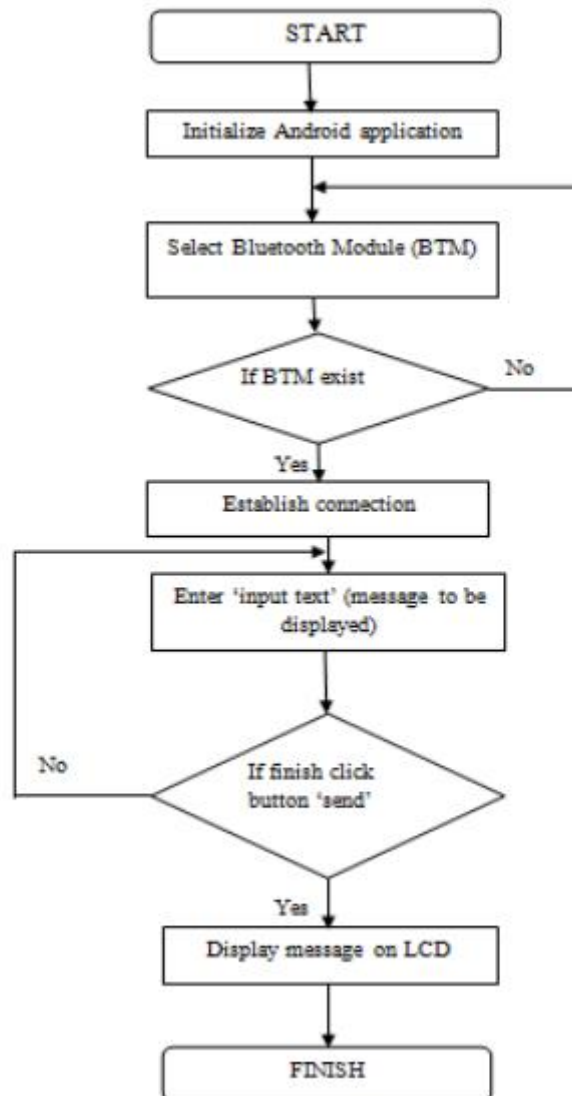 START
Initialize Android application
Select Bluetooth Module (BTM)
If BTM exist
No
Yes
Establish connection
Enter ‘input text’ (message to be
displayed)
No
If finish click
button ‘send’
Yes
Display message on LCD
FINISH